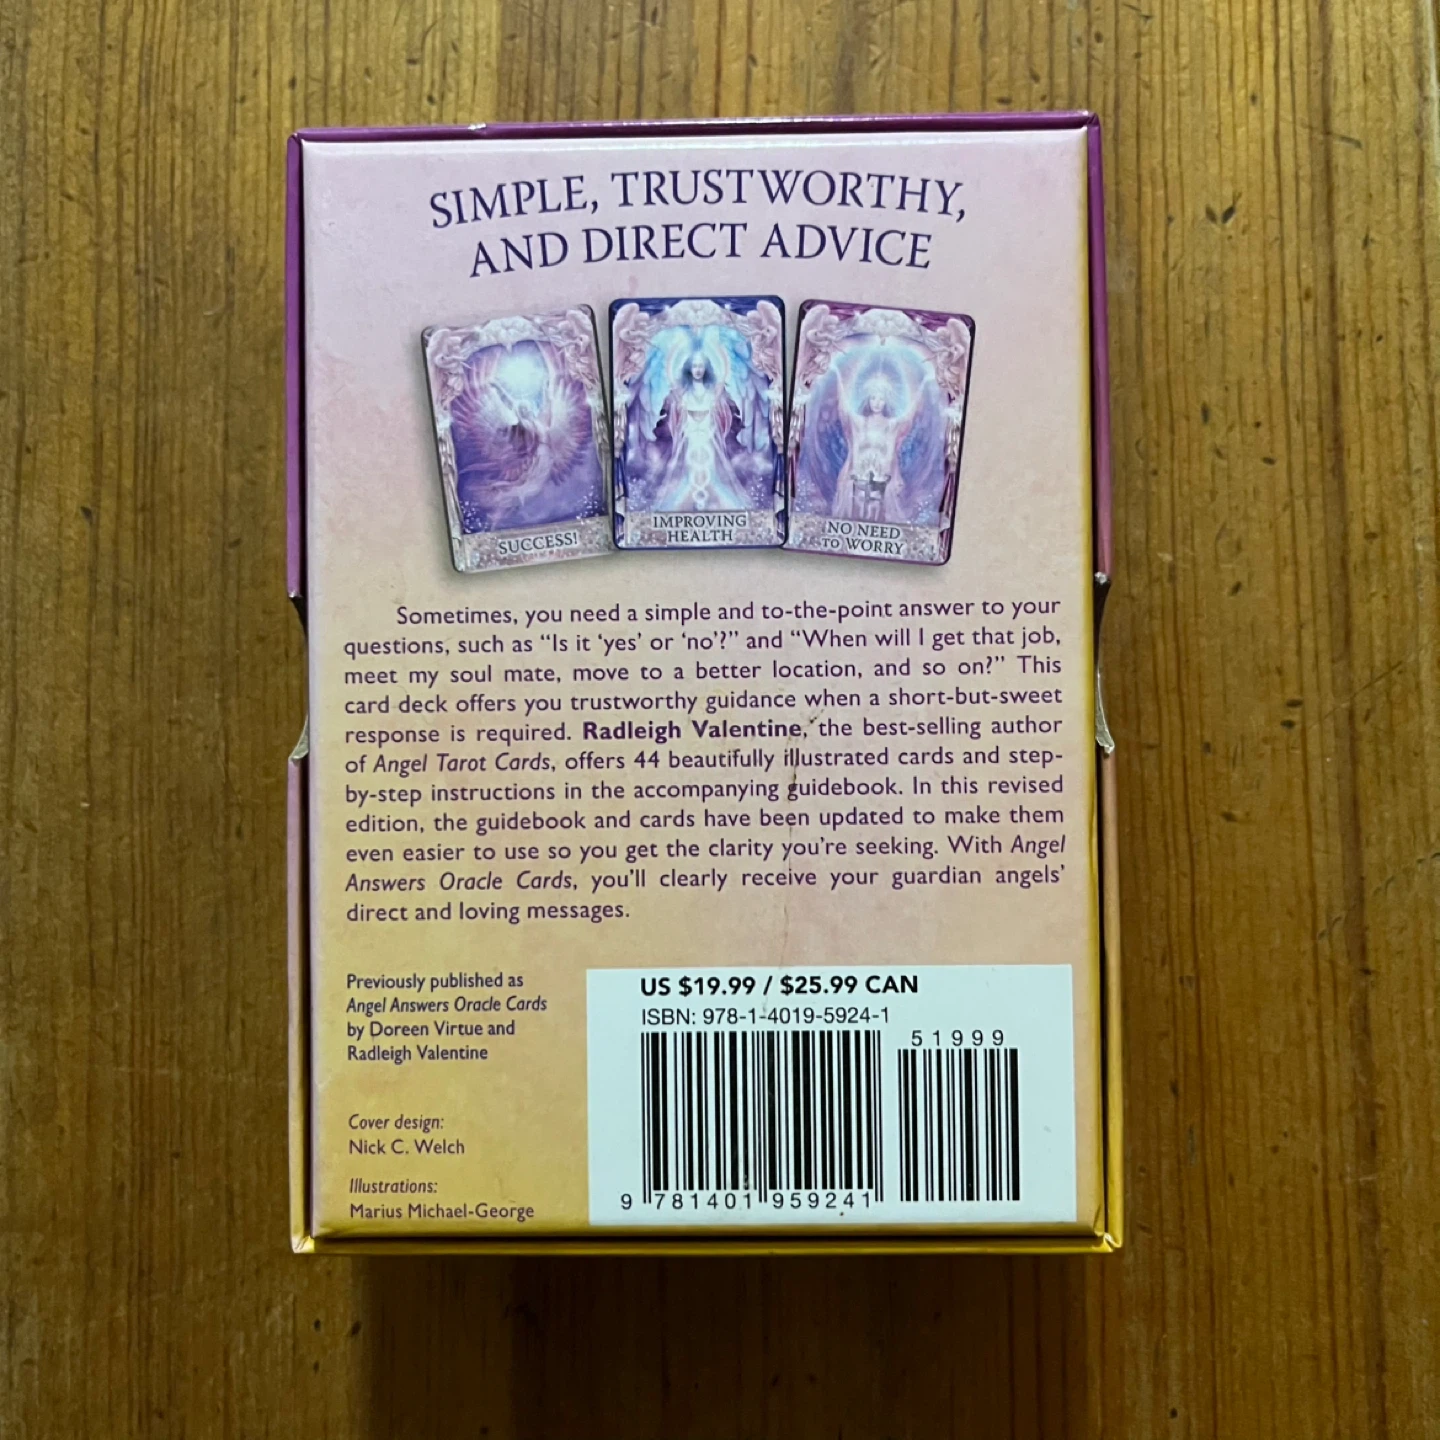 SIMPLE, TRUSTWORTHY,
AND DIRECT ADVICE
SUCCESS!
IMPROVING
HEALTH
NO NEED
TO WORRY
Sometimes, you need a simple and to-the-point answer to your
questions, such as “Is it ‘yes’ or ‘no’?” and “When will I get that job,
meet my soul mate, move to a better location, and so on?” This
card deck offers you trustworthy guidance when a short-but-sweet
response is required. Radleigh Valentine, the best-selling author
of Angel Tarot Cards, offers 44 beautifully illustrated cards and step-
by-step instructions in the accompanying guidebook. In this revised
edition, the guidebook and cards have been updated to make them
even easier to use so you get the clarity you’re seeking. With Angel
Answers Oracle Cards, you’ll clearly receive your guardian angels’
direct and loving messages.
Previously published as
Angel Answers Oracle Cards
by Doreen Virtue and
Radleigh Valentine
Cover design:
Nick C. Welch
Illustrations:
Marius Michael-George
US $19.99 / $25.99 CAN
ISBN: 978-1-4019-5924-1
51999
9 781401 959241